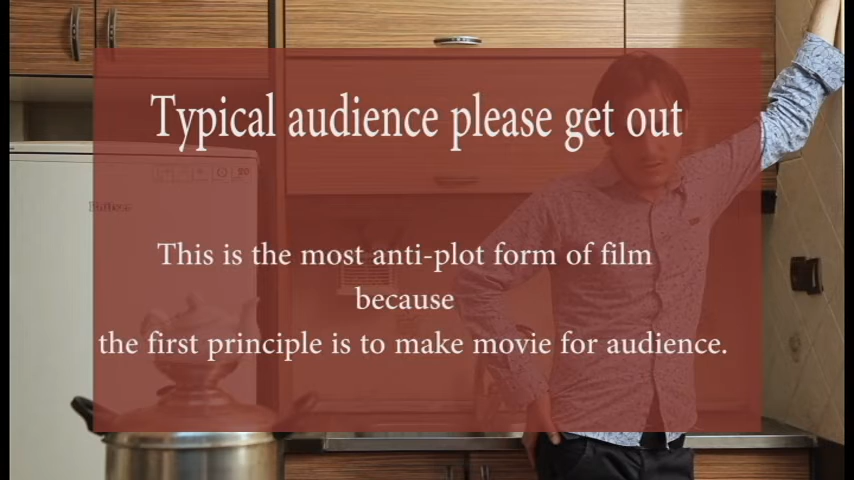 Typical audience please get out
This is the most anti-plot form of film
because
the first principle is to make movie for audience.
20